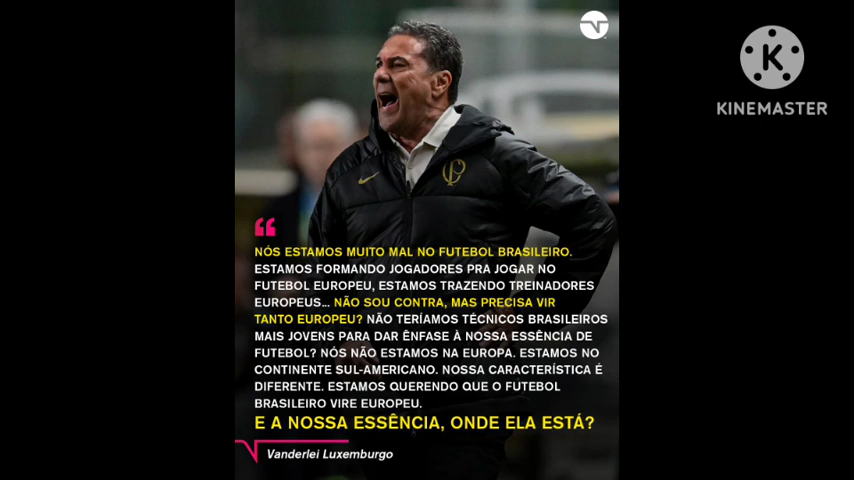 KINEMASTER
NÓS ESTAMOS MUITO MAL NO FUTEBOL BRASILEIRO.
ESTAMOS FORMANDO JOGADORES PRA JOGAR NO
FUTEBOL EUROPEU, ESTAMOS TRAZENDO TREINADORES
EUROPEUS... NÃO SOU CONTRA, MAS PRECISA VIR
TANTO EUROPEU? NÃO TERÍAMOS TÉCNICOS BRASILEIROS
MAIS JOVENS PARA DAR ÊNFASE À NOSSA ESSÊNCIA DE
FUTEBOL? NÓS NÃO ESTAMOS NA EUROPA. ESTAMOS NO
CONTINENTE SUL-AMERICANO. NOSSA CARACTERÍSTICA É
DIFERENTE. ESTAMOS QUERENDO QUE O FUTEBOL
BRASILEIRO VIRE EUROPEU.
E A NOSSA ESSÊNCIA, ONDE ELA ESTÁ?
Vanderlei Luxemburgo